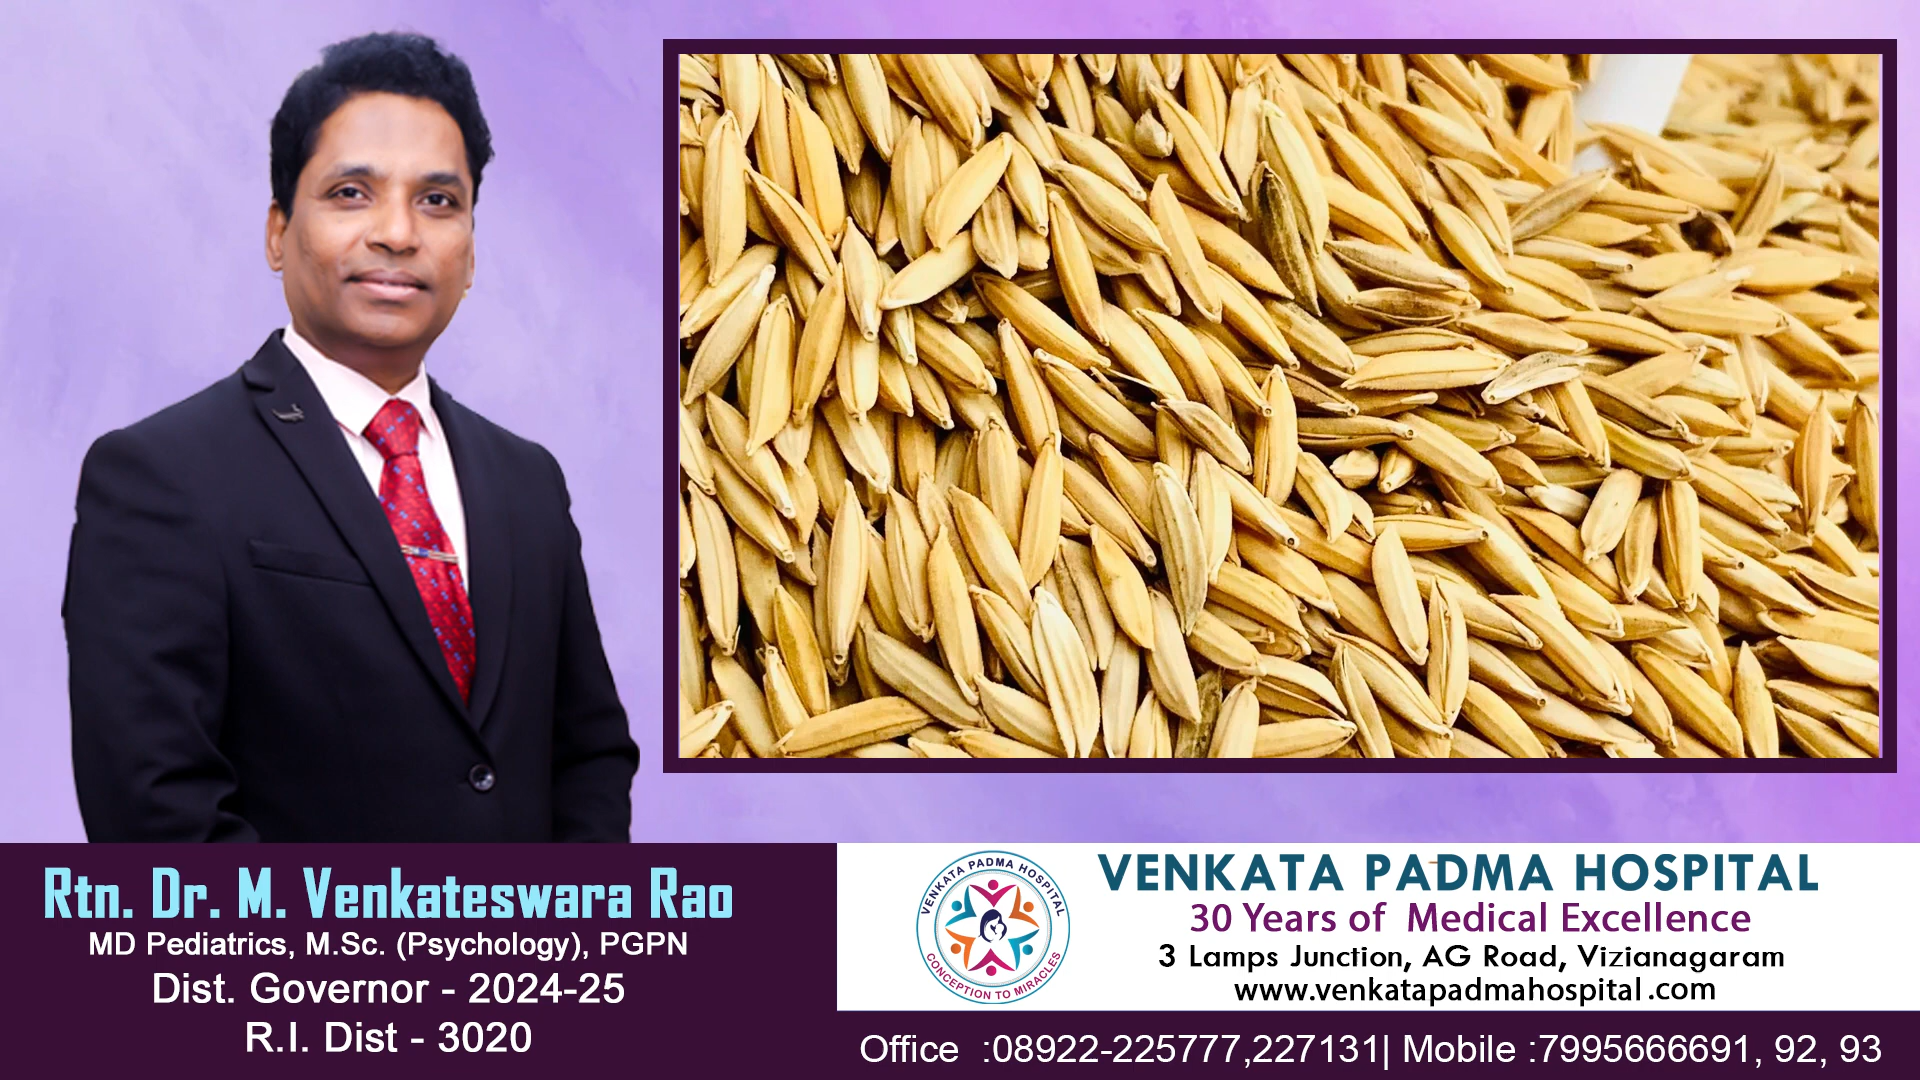 Rtn. Dr. M. Venkateswara Rao
MD Pediatrics, M.Sc. (Psychology), PGPN
Dist. Governor - 2024-25
R.I. Dist - 3020
VENKATA PADMA HOSPITAL
CONCEPTION TO MIRACLES
VENKATA PADMA HOSPITAL
30 Years of Medical Excellence
3 Lamps Junction, AG Road, Vizianagaram
www.venkatapadmahospital.com
Office :08922-225777,227131| Mobile :7995666691, 92, 93